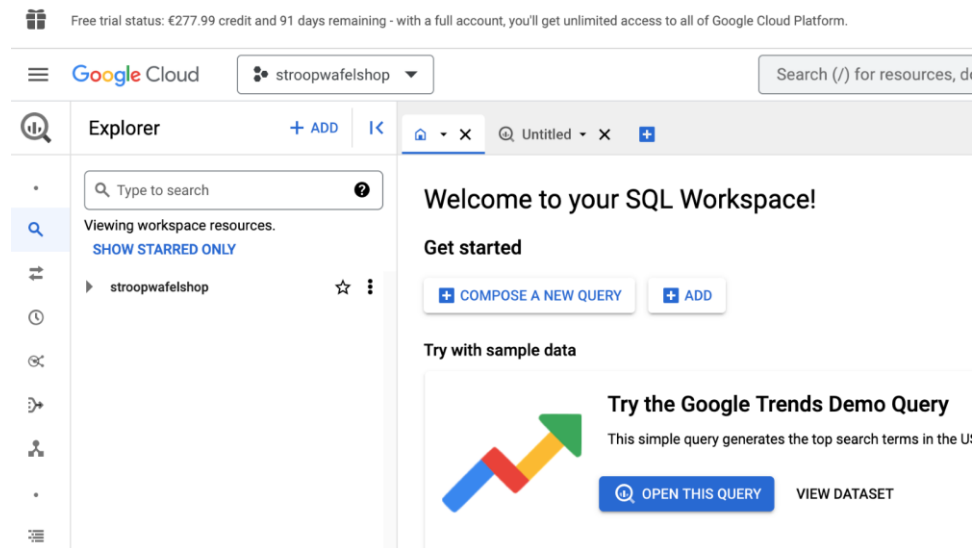 Free trial status: €277.99 credit and 91 days remaining - with a full account, you'll get unlimited access to all of Google Cloud Platform.
Google Cloud
stroopwafelshop
Search (/) for resources, d
Explorer
+ ADD
Untitled
Type to search
Viewing workspace resources.
SHOW STARRED ONLY
stroopwafelshop
Welcome to your SQL Workspace!
Get started
COMPOSE A NEW QUERY
ADD
Try with sample data
Try the Google Trends Demo Query
This simple query generates the top search terms in the US
OPEN THIS QUERY
VIEW DATASET